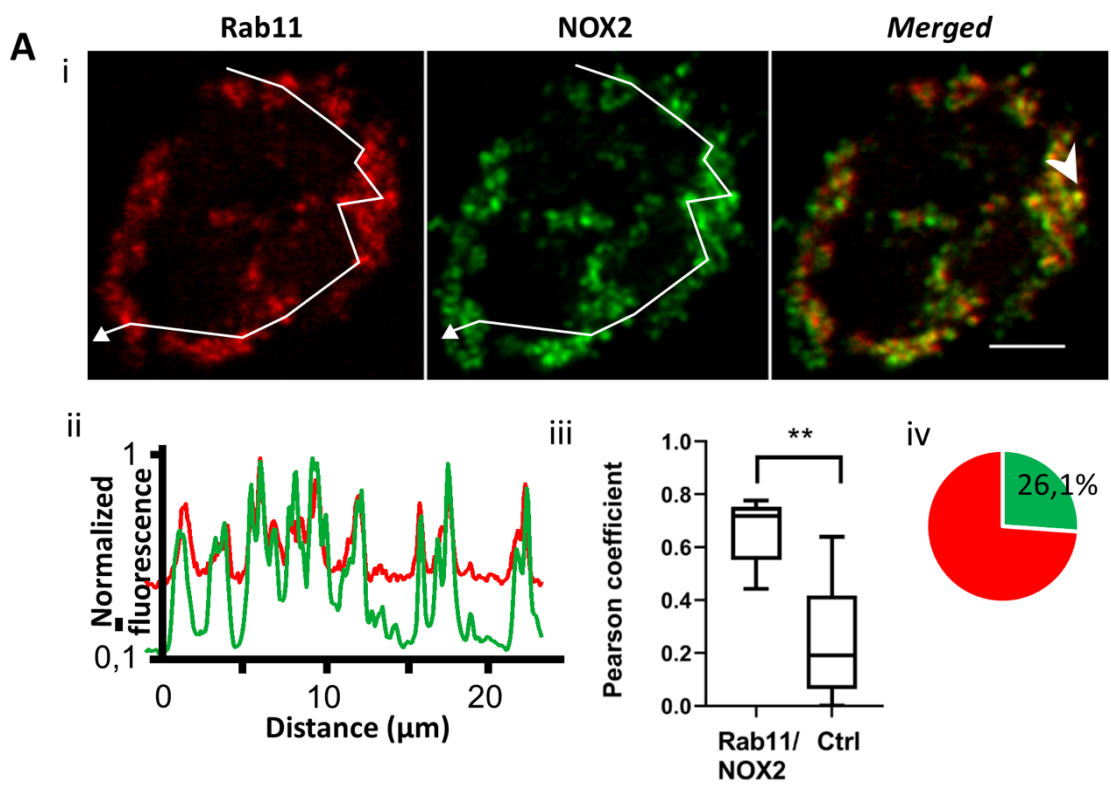 A
Rab11
NOX2
Merged
i
ii
1
0,1
Normalized
fluorescence
0
10
20
Distance (µm)
iii
Pearson coefficient
1.0
0.8
0.6
0.4
0.2
0.0
**
Rab11/
NOX2
Ctrl
iv
26,1%